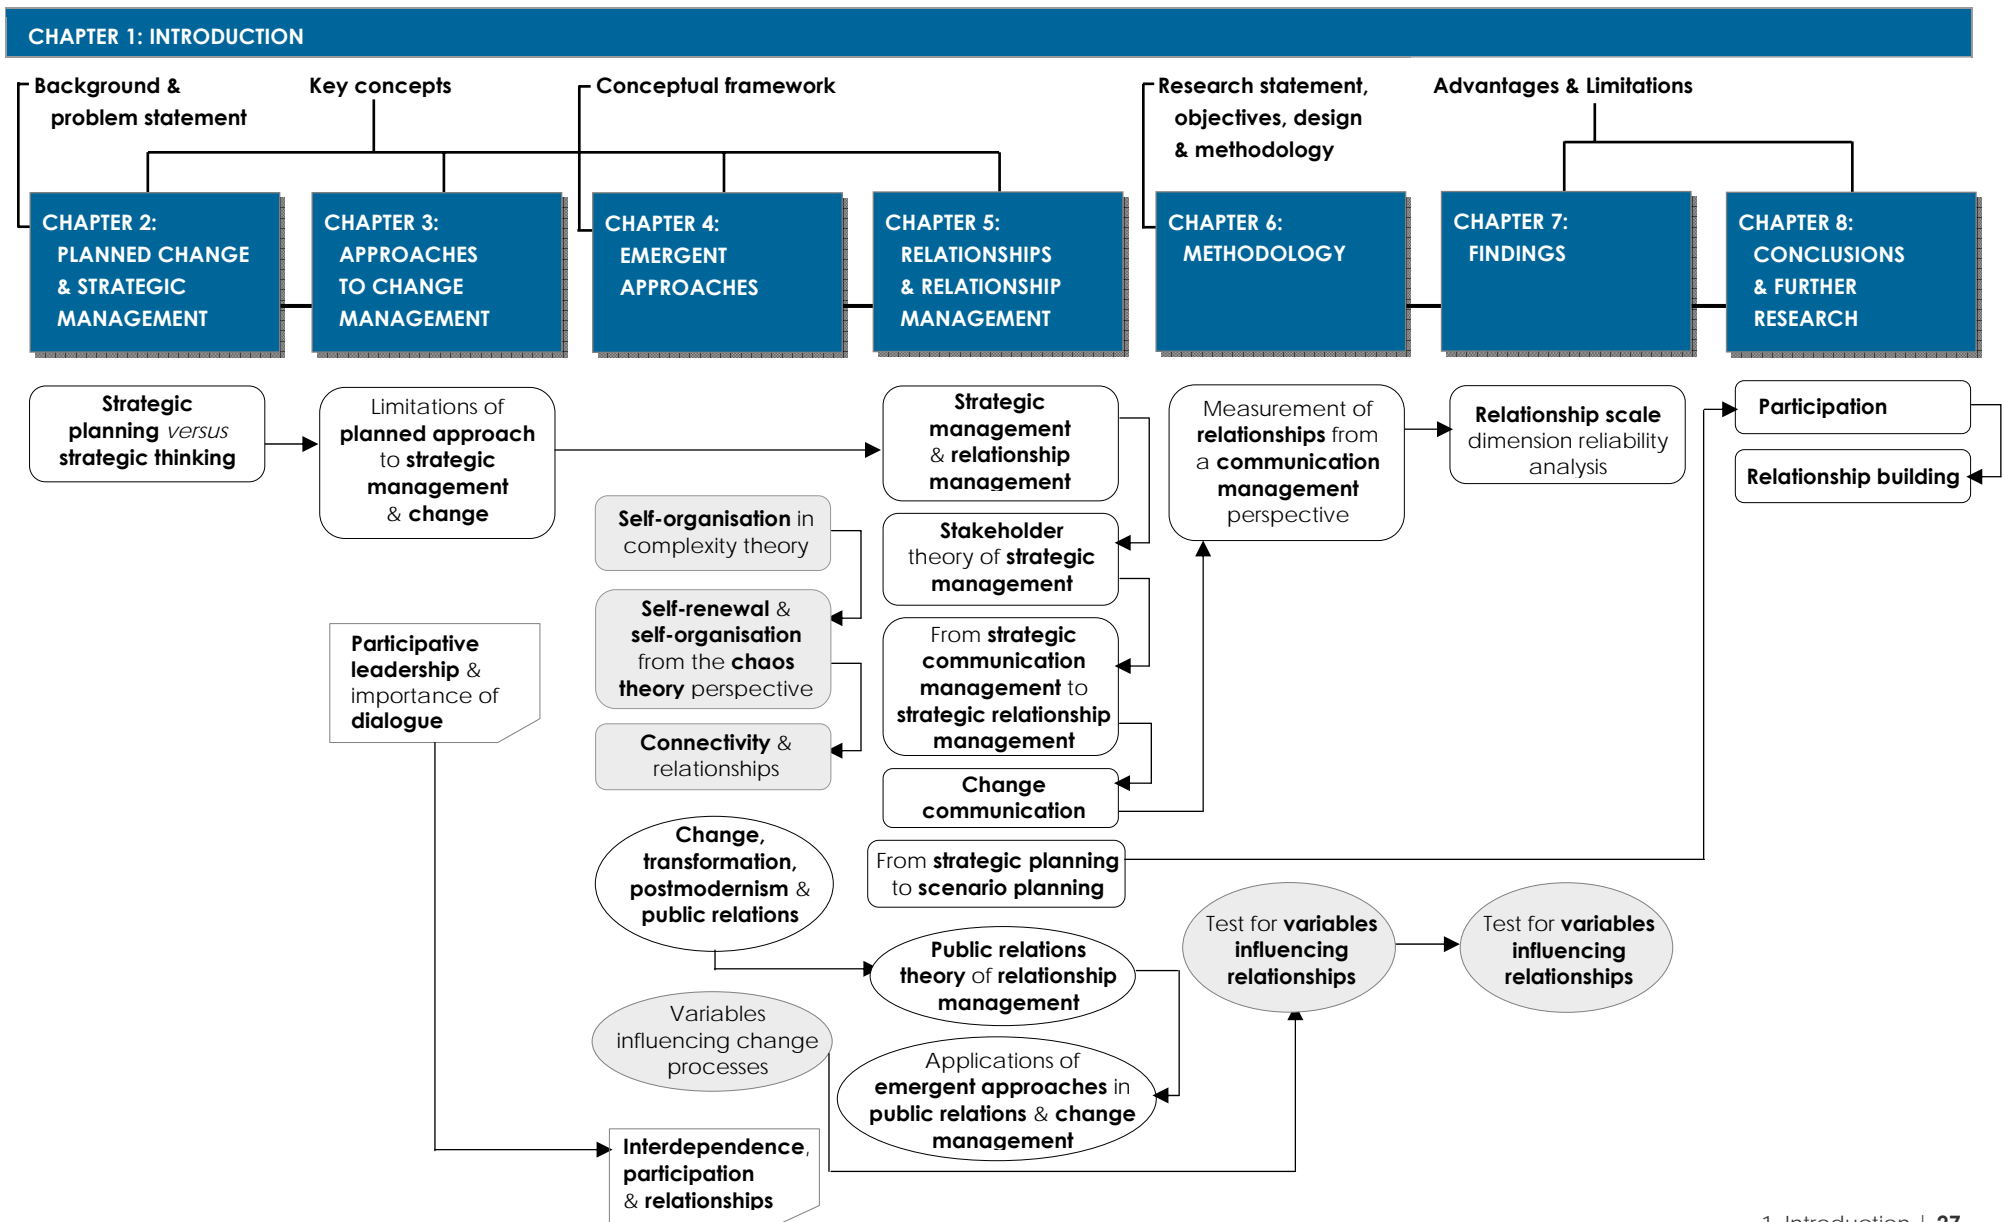 CHAPTER 1: INTRODUCTION
Background &
problem statement
Key concepts
Conceptual framework
Research statement,
objectives, design
& methodology
Advantages & Limitations
CHAPTER 2:
PLANNED CHANGE
& STRATEGIC
MANAGEMENT
CHAPTER 3:
APPROACHES
TO CHANGE
MANAGEMENT
CHAPTER 4:
EMERGENT
APPROACHES
CHAPTER 5:
RELATIONSHIPS
& RELATIONSHIP
MANAGEMENT
CHAPTER 6:
METHODOLOGY
CHAPTER 7:
FINDINGS
CHAPTER 8:
CONCLUSIONS
& FURTHER
RESEARCH
Strategic
planning versus
strategic thinking
Limitations of
planned approach
to strategic
management
& change
Participative
leadership &
importance of
dialogue
Self-organisation in
complexity theory
Self-renewal &
self-organisation
from the chaos
theory perspective
Connectivity &
relationships
Change,
transformation,
postmodernism &
public relations
Variables
influencing change
processes
Interdependence,
participation
& relationships
Strategic
management
& relationship
management
Stakeholder
theory of strategic
management
From strategic
communication
management to
strategic relationship
management
Change
communication
From strategic planning
to scenario planning
Public relations
theory of relationship
management
Applications of
emergent approaches in
public relations & change
management
Measurement of
relationships from
a communication
management
perspective
Test for variables
influencing
relationships
Relationship scale
dimension reliability
analysis
Test for variables
influencing
relationships
Participation
Relationship building
1. Introduction | 27